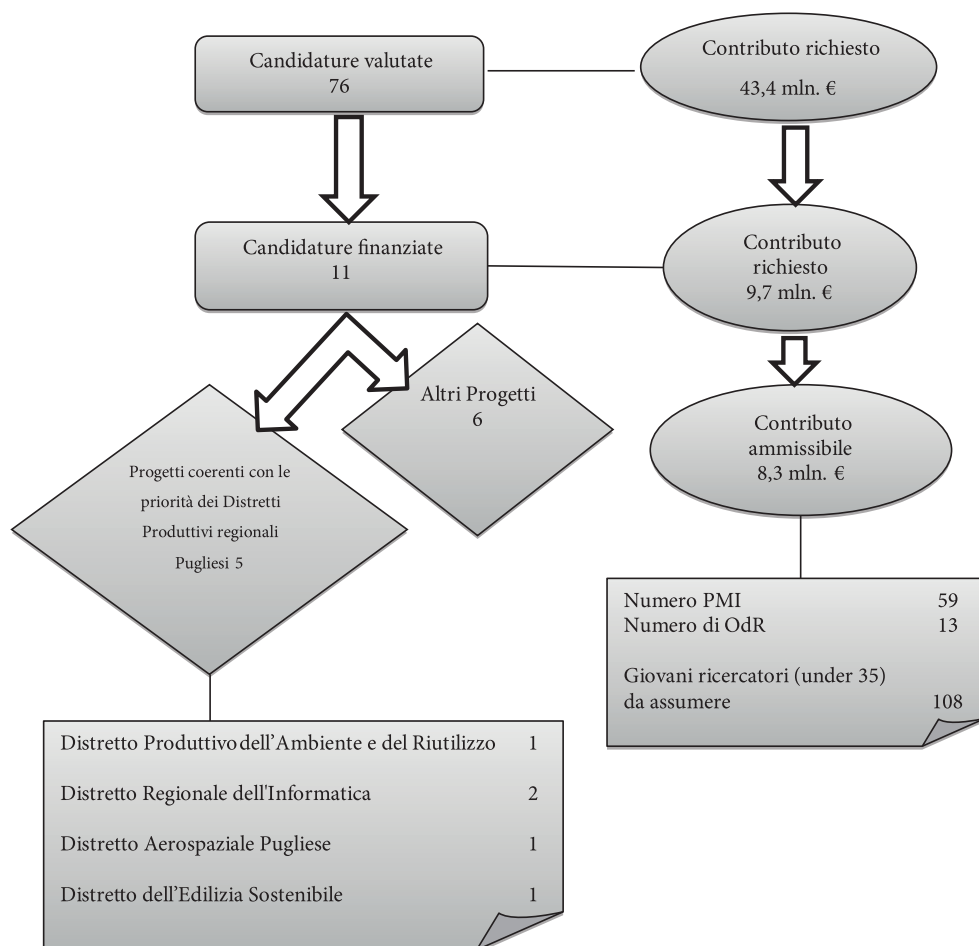 Candidature valutate
76
Contributo richiesto
43,4 mln. €
Candidature finanziate
11
Contributo
richiesto
9,7 mln. €
Altri Progetti
6
Progetti coerenti con le
priorità dei Distretti
Produttivi regionali
Pugliesi 5
Contributo
ammissibile
8,3 mln. €
Numero PMI 59
Numero di OdR 13
Giovani ricercatori (under 35)
da assumere 108
Distretto Produttivo dell'Ambiente e del Riutilizzo 1
Distretto Regionale dell'Informatica 2
Distretto Aerospaziale Pugliese 1
Distretto dell'Edilizia Sostenibile 1